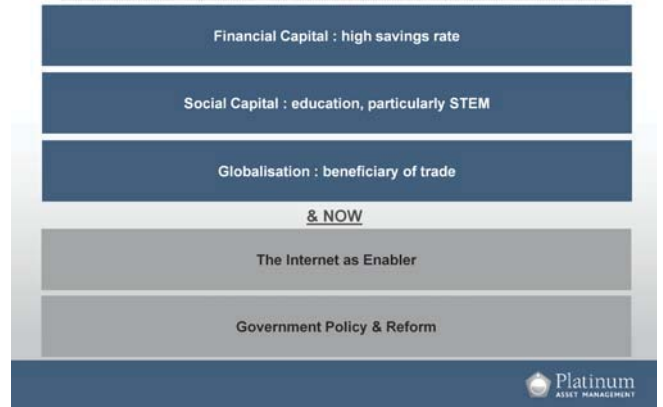 Financial Capital : high savings rate
Social Capital : education, particularly STEM
Globalisation : beneficiary of trade
& NOW
The Internet as Enabler
Government Policy & Reform
Platinum
ASSET MANAGEMENT